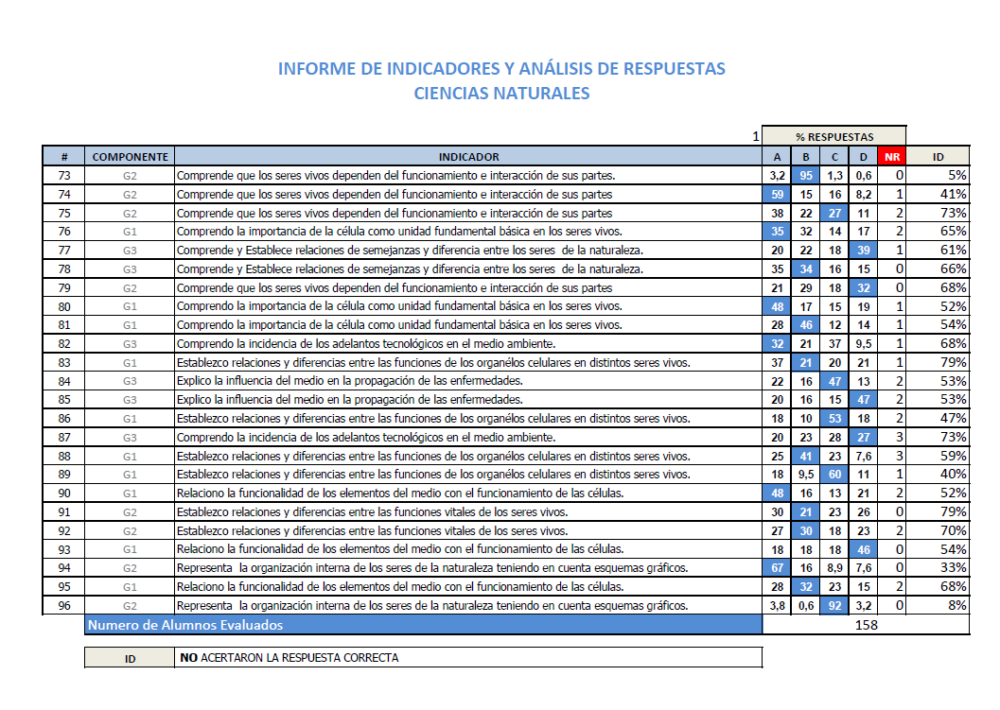 INFORME DE INDICADORES Y ANÁLISIS DE RESPUESTAS
CIENCIAS NATURALES
1 % RESPUESTAS
# COMPONENTE INDICADOR A B C D NR ID
73 G2 Comprende que los seres vivos dependen del funcionamiento e interacción de sus partes. 3,2 95 1,3 0,6 0 5%
74 G2 Comprende que los seres vivos dependen del funcionamiento e interacción de sus partes 59 15 16 8,2 1 41%
75 G2 Comprende que los seres vivos dependen del funcionamiento e interacción de sus partes 38 22 27 11 2 73%
76 G1 Comprendo la importancia de la célula como unidad fundamental básica en los seres vivos. 35 32 14 17 2 65%
77 G3 Comprende y Establece relaciones de semejanzas y diferencia entre los seres de la naturaleza. 20 22 18 39 1 61%
78 G3 Comprende y Establece relaciones de semejanzas y diferencia entre los seres de la naturaleza. 35 34 16 15 0 66%
79 G2 Comprende que los seres vivos dependen del funcionamiento e interacción de sus partes 21 29 18 32 0 68%
80 G1 Comprendo la importancia de la célula como unidad fundamental básica en los seres vivos. 48 17 15 19 1 52%
81 G1 Comprendo la importancia de la célula como unidad fundamental básica en los seres vivos. 28 46 12 14 1 54%
82 G3 Comprendo la incidencia de los adelantos tecnológicos en el medio ambiente. 32 21 37 9,5 1 68%
83 G1 Establezco relaciones y diferencias entre las funciones de los organélos celulares en distintos seres vivos. 37 21 20 21 1 79%
84 G3 Explico la influencia del medio en la propagación de las enfermedades. 22 16 47 13 2 53%
85 G3 Explico la influencia del medio en la propagación de las enfermedades. 20 16 15 47 2 53%
86 G1 Establezco relaciones y diferencias entre las funciones de los organélos celulares en distintos seres vivos. 18 10 53 18 2 47%
87 G3 Comprendo la incidencia de los adelantos tecnológicos en el medio ambiente. 20 23 28 27 3 73%
88 G1 Establezco relaciones y diferencias entre las funciones de los organélos celulares en distintos seres vivos. 25 41 23 7,6 3 59%
89 G1 Establezco relaciones y diferencias entre las funciones de los organélos celulares en distintos seres vivos. 18 9,5 60 11 1 40%
90 G1 Relaciono la funcionalidad de los elementos del medio con el funcionamiento de las células. 48 16 13 21 2 52%
91 G2 Establezco relaciones y diferencias entre las funciones vitales de los seres vivos. 30 21 23 26 0 79%
92 G2 Establezco relaciones y diferencias entre las funciones vitales de los seres vivos. 27 30 18 23 2 70%
93 G1 Relaciono la funcionalidad de los elementos del medio con el funcionamiento de las células. 18 18 18 46 0 54%
94 G2 Representa la organización interna de los seres de la naturaleza teniendo en cuenta esquemas gráficos. 67 16 8,9 7,6 0 33%
95 G1 Relaciono la funcionalidad de los elementos del medio con el funcionamiento de las células. 28 32 23 15 2 68%
96 G2 Representa la organización interna de los seres de la naturaleza teniendo en cuenta esquemas gráficos. 3,8 0,6 92 3,2 0 8%
Numero de Alumnos Evaluados 158
ID NO ACERTARON LA RESPUESTA CORRECTA